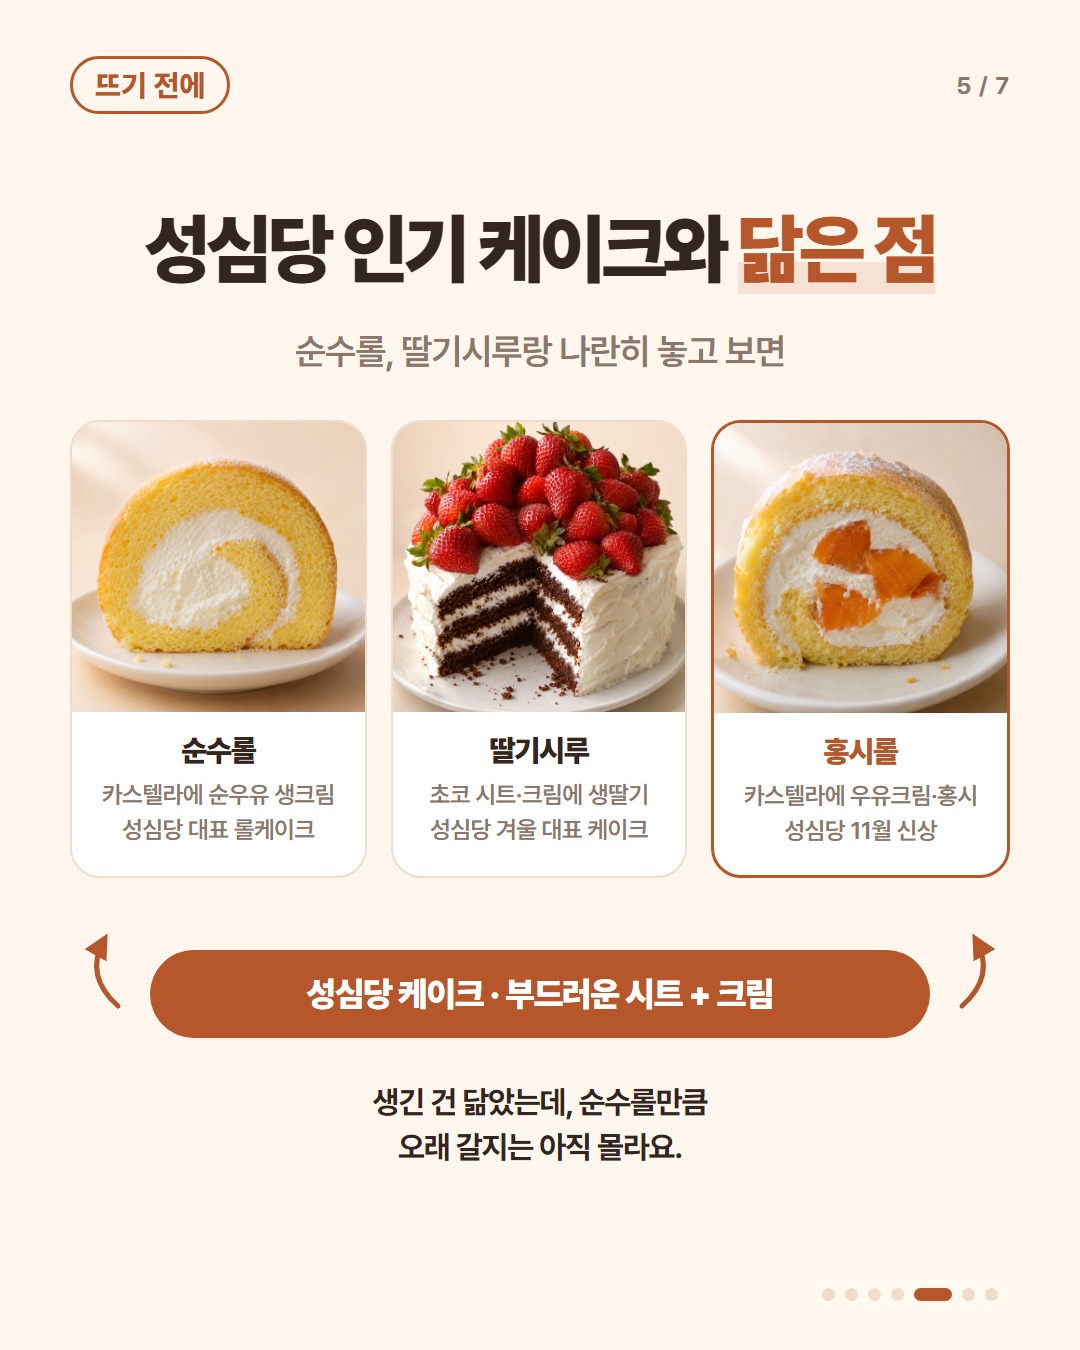 뜨기 전에
5 / 7
성심당 인기 케이크와 닮은 점
순수롤, 딸기시루랑 나란히 놓고 보면
순수롤
카스텔라에 순우유 생크림
성심당 대표 롤케이크
딸기시루
초코 시트·크림에 생딸기
성심당 겨울 대표 케이크
홍시롤
카스텔라에 우유크림·홍시
성심당 11월 신상
성심당 케이크 · 부드러운 시트 + 크림
생긴 건 닮았는데, 순수롤만큼
오래 갈지는 아직 몰라요.